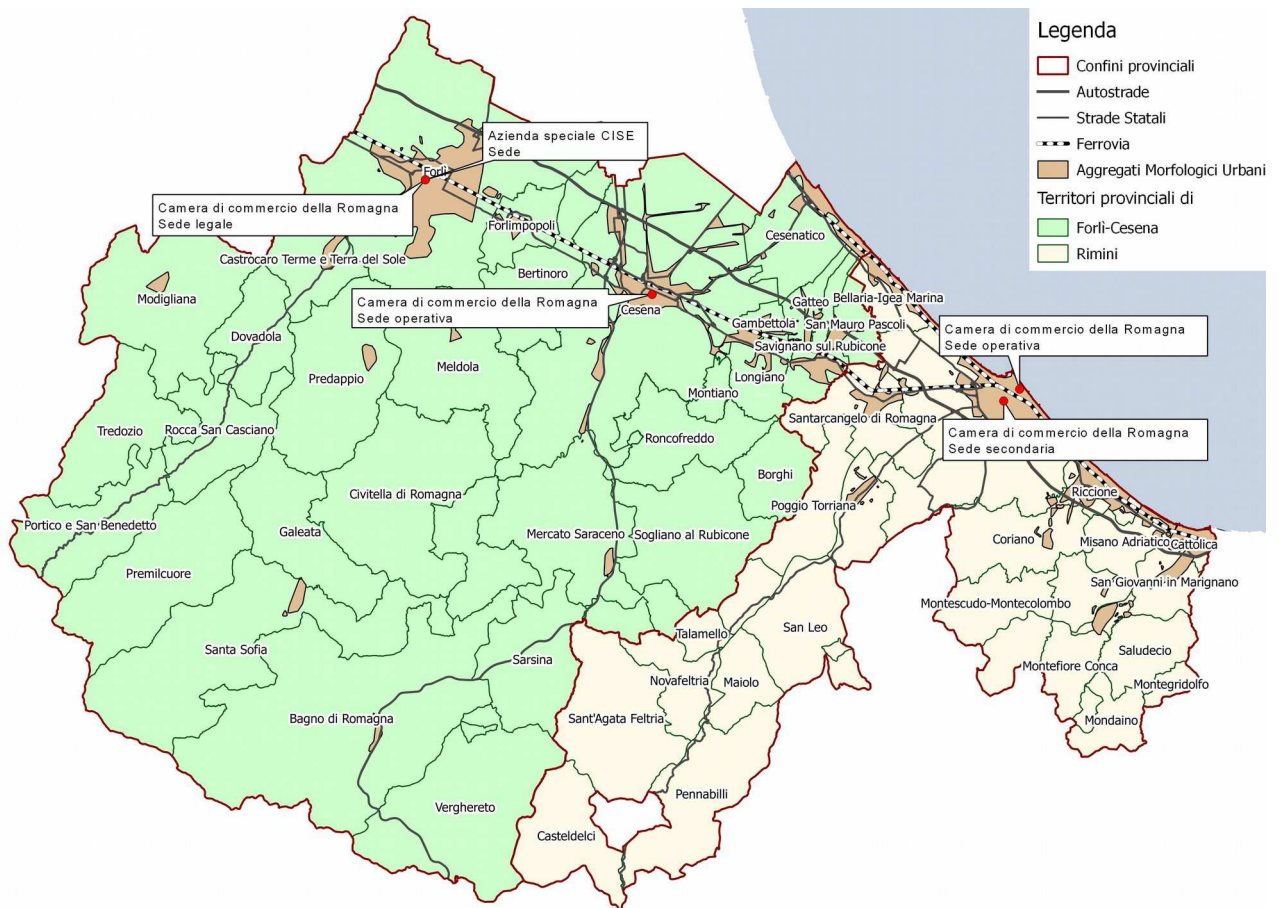 Legenda
Confini provinciali
Autostrade
Strade Statali
Ferrovia
Aggregati Morfologici Urbani
Territori provinciali di
Forlì-Cesena
Rimini
Azienda speciale CISE
Sede
Forlì
Camera di commercio della Romagna
Sede legale
Forlimpopoli
Cesenatico
Castrocaro Terme e Terra del Sole
Bertinoro
Modigliana
Camera di commercio della Romagna
Sede operativa
Cesena
Gatteo
Bellaria-Igea Marina
Gambettola
San Mauro Pascoli
Camera di commercio della Romagna
Sede operativa
Dovadola
Savignano sul Rubicone
Meldola
Predappio
Longiano
Montiano
Santarcangelo di Romagna
Camera di commercio della Romagna
Sede secondaria
Tredozio
Rocca San Casciano
Roncofreddo
Borghi
Civitella di Romagna
Riccione
Poggio Torriana
Portico e San Benedetto
Galeata
Mercato Saraceno
Sogliano al Rubicone
Coriano
Misano Adriatico
Cattolica
Premilcuore
San Giovanni in Marignano
Montescudo-Montecolombo
Talamello
San Leo
Santa Sofia
Sarsina
Saludecio
Montefiore Conca
Novafeltria
Maiolo
Montegridolfo
Bagno di Romagna
Sant'Agata Feltria
Mondaino
Pennabilli
Verghereto
Casteldelci